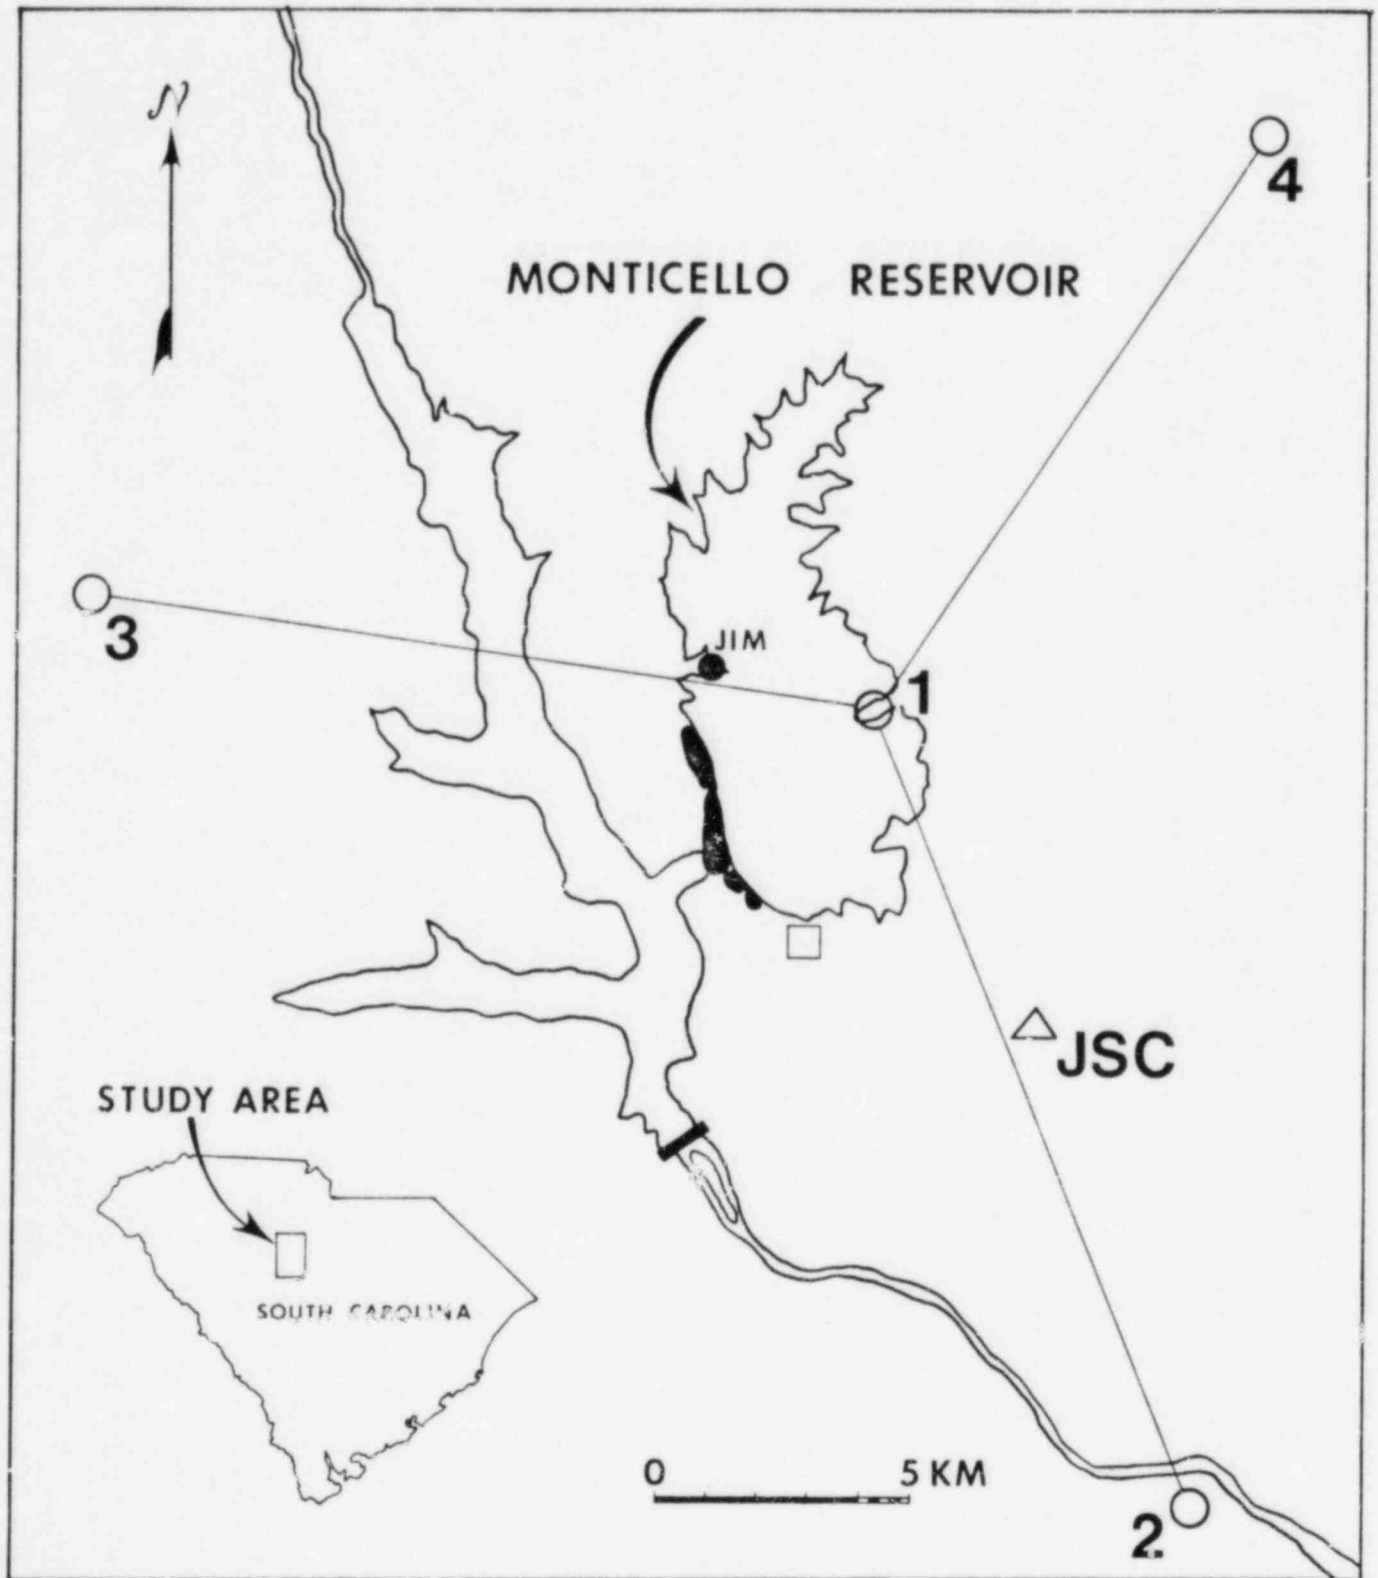 N
4
MONTICELLO RESERVOIR
3
JIM
1
JSC
STUDY AREA
SOUTH CAROLINA
0 5 KM
2